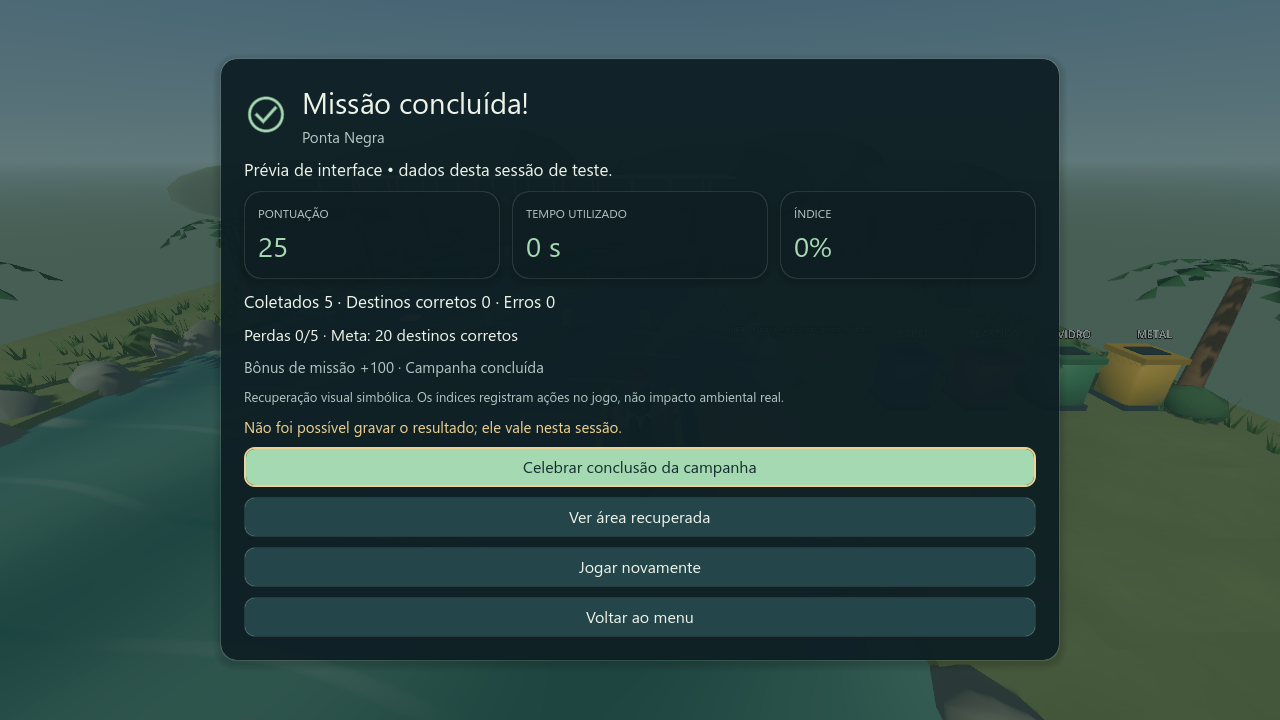 Missão concluída!
Ponta Negra
Prévia de interface • dados desta sessão de teste.
PONTUAÇÃO
25
TEMPO UTILIZADO
0 s
ÍNDICE
0%
Coletados 5 · Destinos corretos 0 · Erros 0
Perdas 0/5 · Meta: 20 destinos corretos
Bônus de missão +100 · Campanha concluída
Recuperação visual simbólica. Os índices registram ações no jogo, não impacto ambiental real.
Não foi possível gravar o resultado; ele vale nesta sessão.
Celebrar conclusão da campanha
Ver área recuperada
Jogar novamente
Voltar ao menu
VIDRO
METAL